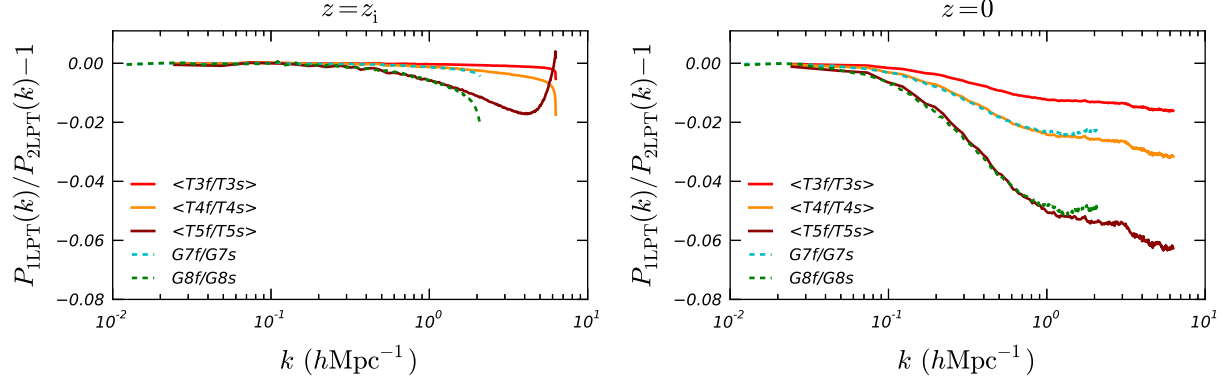 z=z_i
P_1LPT(k)/P_2LPT(k)−1
0.00
−0.02
−0.04
−0.06
−0.08
<T3f/T3s>
<T4f/T4s>
<T5f/T5s>
G7f/G7s
G8f/G8s
10^-2 10^-1 10^0 10^1
k (hMpc^−1)
z=0
P_1LPT(k)/P_2LPT(k)−1
0.00
−0.02
−0.04
−0.06
−0.08
<T3f/T3s>
<T4f/T4s>
<T5f/T5s>
G7f/G7s
G8f/G8s
10^-2 10^-1 10^0 10^1
k (hMpc^−1)